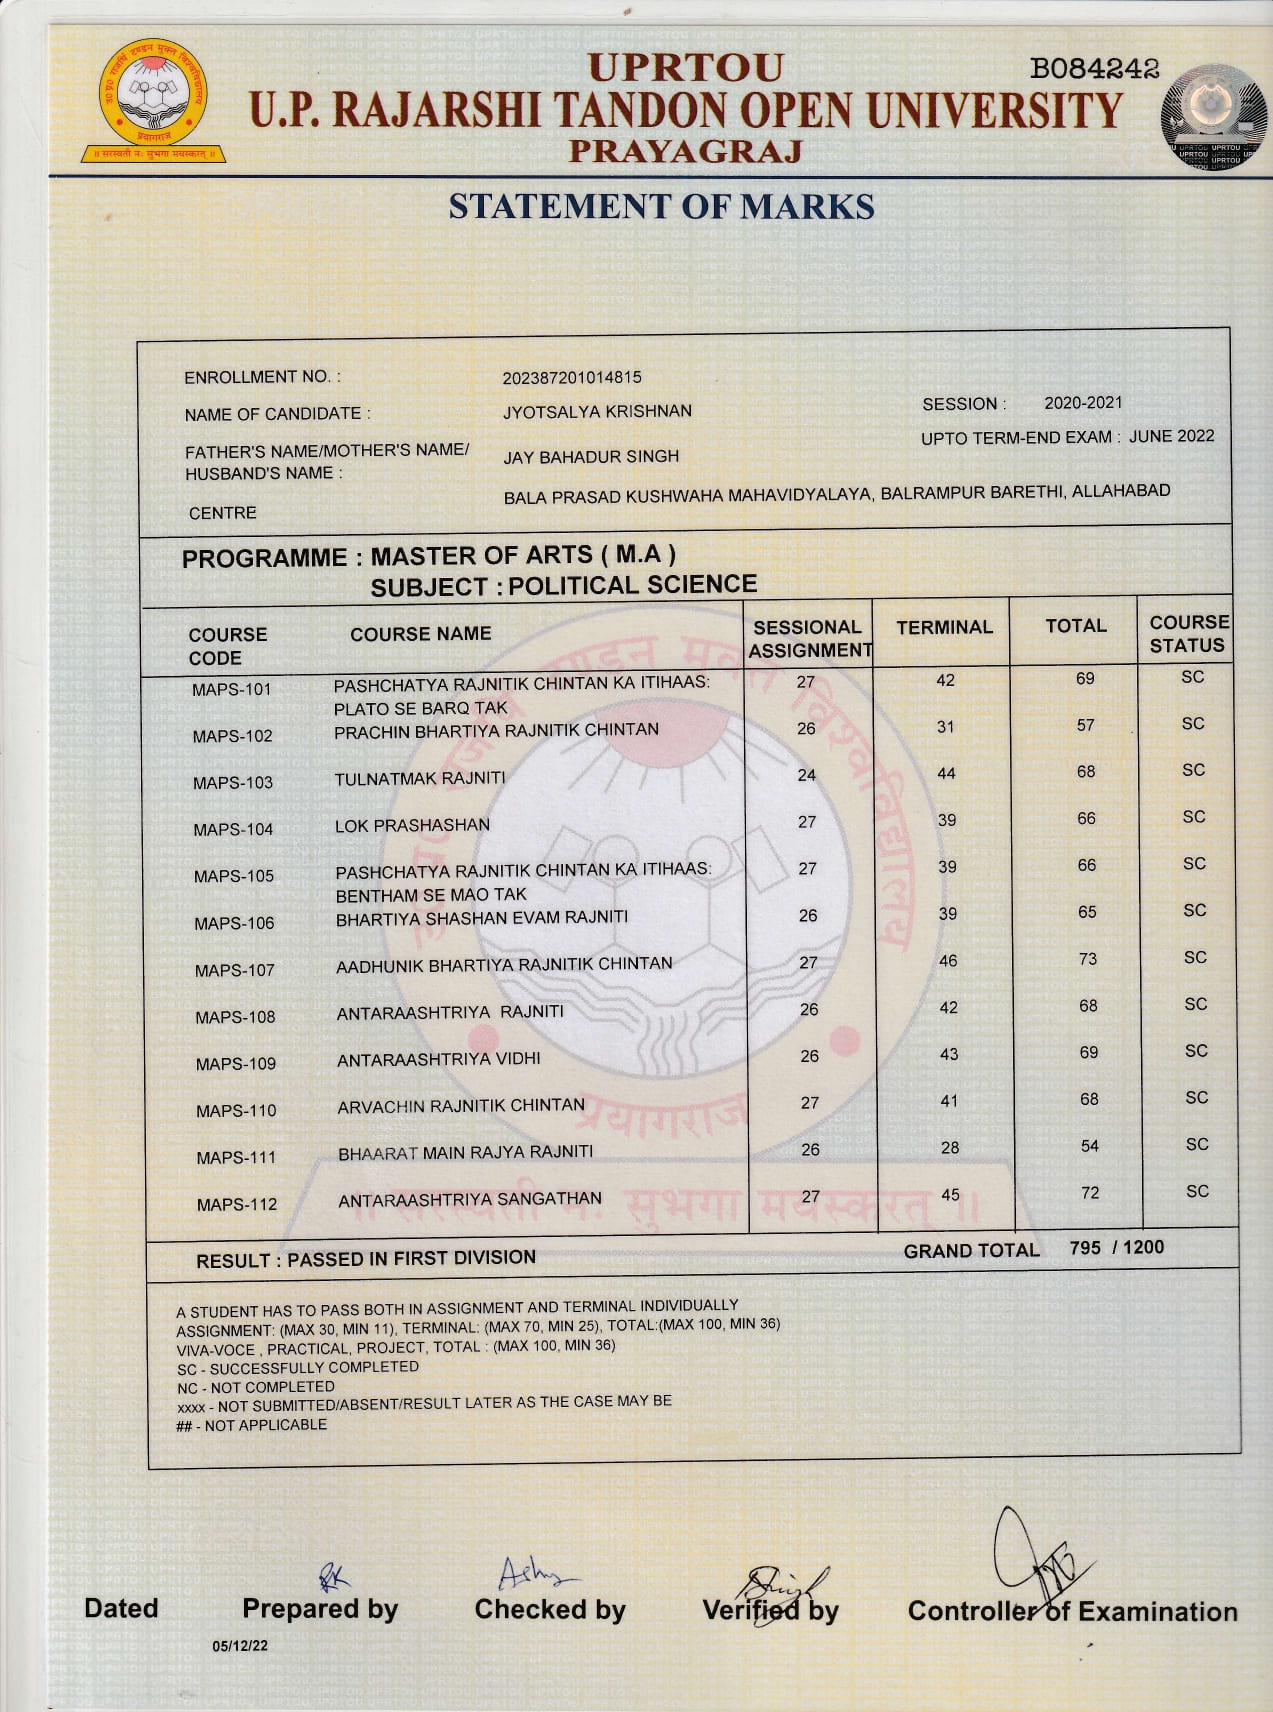 उ०प्र० राजर्षि टण्डन मुक्त विश्वविद्यालय
प्रयागराज
॥ सरस्वती नः सुभगा मयस्करत् ॥
UPRTOU
B084242
U.P. RAJARSHI TANDON OPEN UNIVERSITY
PRAYAGRAJ
UPRTOU UPRTOU
STATEMENT OF MARKS
ENROLLMENT NO. : 202387201014815
NAME OF CANDIDATE : JYOTSALYA KRISHNAN SESSION : 2020-2021
FATHER'S NAME/MOTHER'S NAME/ JAY BAHADUR SINGH UPTO TERM-END EXAM : JUNE 2022
HUSBAND'S NAME :
CENTRE BALA PRASAD KUSHWAHA MAHAVIDYALAYA, BALRAMPUR BARETHI, ALLAHABAD
PROGRAMME : MASTER OF ARTS ( M.A )
SUBJECT : POLITICAL SCIENCE
COURSE COURSE NAME SESSIONAL TERMINAL TOTAL COURSE
CODE ASSIGNMENT STATUS
MAPS-101 PASHCHATYA RAJNITIK CHINTAN KA ITIHAAS: 27 42 69 SC
PLATO SE BARQ TAK
MAPS-102 PRACHIN BHARTIYA RAJNITIK CHINTAN 26 31 57 SC
MAPS-103 TULNATMAK RAJNITI 24 44 68 SC
MAPS-104 LOK PRASHASHAN 27 39 66 SC
MAPS-105 PASHCHATYA RAJNITIK CHINTAN KA ITIHAAS: 27 39 66 SC
BENTHAM SE MAO TAK
MAPS-106 BHARTIYA SHASHAN EVAM RAJNITI 26 39 65 SC
MAPS-107 AADHUNIK BHARTIYA RAJNITIK CHINTAN 27 46 73 SC
MAPS-108 ANTARAASHTRIYA RAJNITI 26 42 68 SC
MAPS-109 ANTARAASHTRIYA VIDHI 26 43 69 SC
MAPS-110 ARVACHIN RAJNITIK CHINTAN 27 41 68 SC
MAPS-111 BHAARAT MAIN RAJYA RAJNITI 26 28 54 SC
MAPS-112 ANTARAASHTRIYA SANGATHAN 27 45 72 SC
RESULT : PASSED IN FIRST DIVISION GRAND TOTAL 795 / 1200
A STUDENT HAS TO PASS BOTH IN ASSIGNMENT AND TERMINAL INDIVIDUALLY
ASSIGNMENT: (MAX 30, MIN 11), TERMINAL: (MAX 70, MIN 25), TOTAL:(MAX 100, MIN 36)
VIVA-VOCE , PRACTICAL, PROJECT, TOTAL : (MAX 100, MIN 36)
SC - SUCCESSFULLY COMPLETED
NC - NOT COMPLETED
xxxx - NOT SUBMITTED/ABSENT/RESULT LATER AS THE CASE MAY BE
## - NOT APPLICABLE
Dated Prepared by Checked by Verified by Controller of Examination
05/12/22